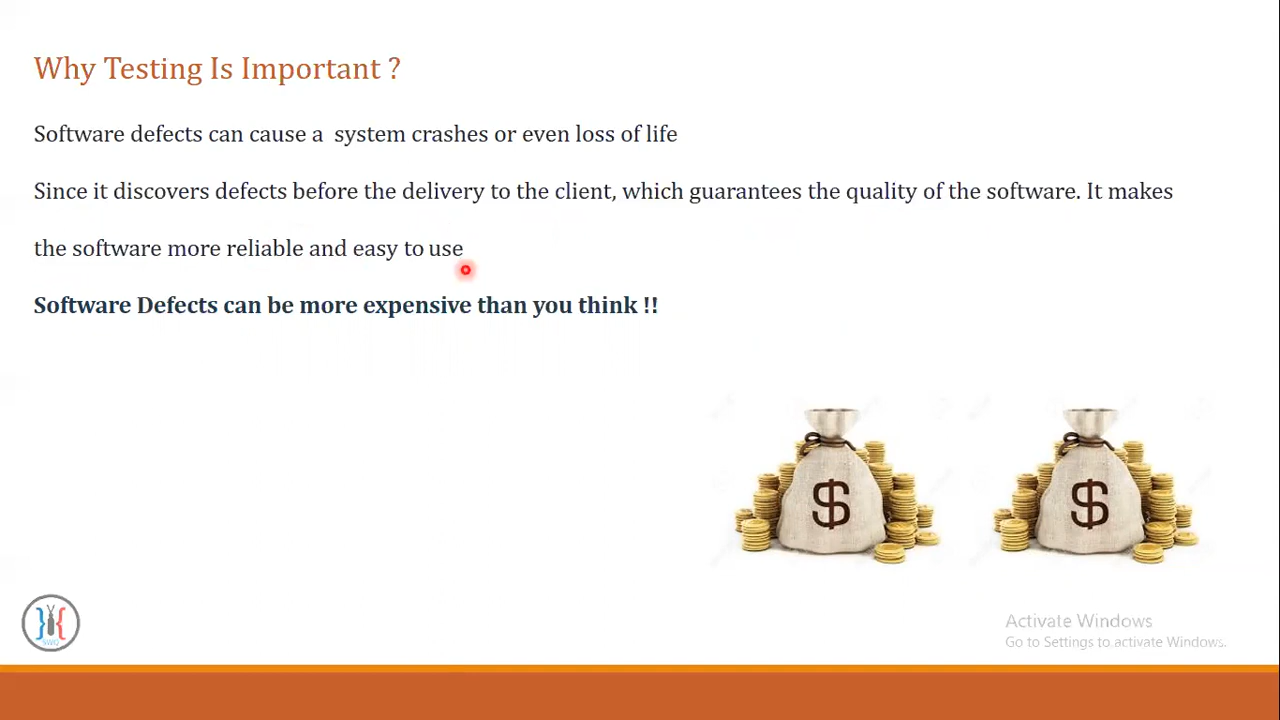 Why Testing Is Important ?
Software defects can cause a  system crashes or even loss of life
Since it discovers defects before the delivery to the client, which guarantees the quality of the software. It makes
the software more reliable and easy to use
Software Defects can be more expensive than you think !!
$ $
SWQ
Activate Windows
Go to Settings to activate Windows.